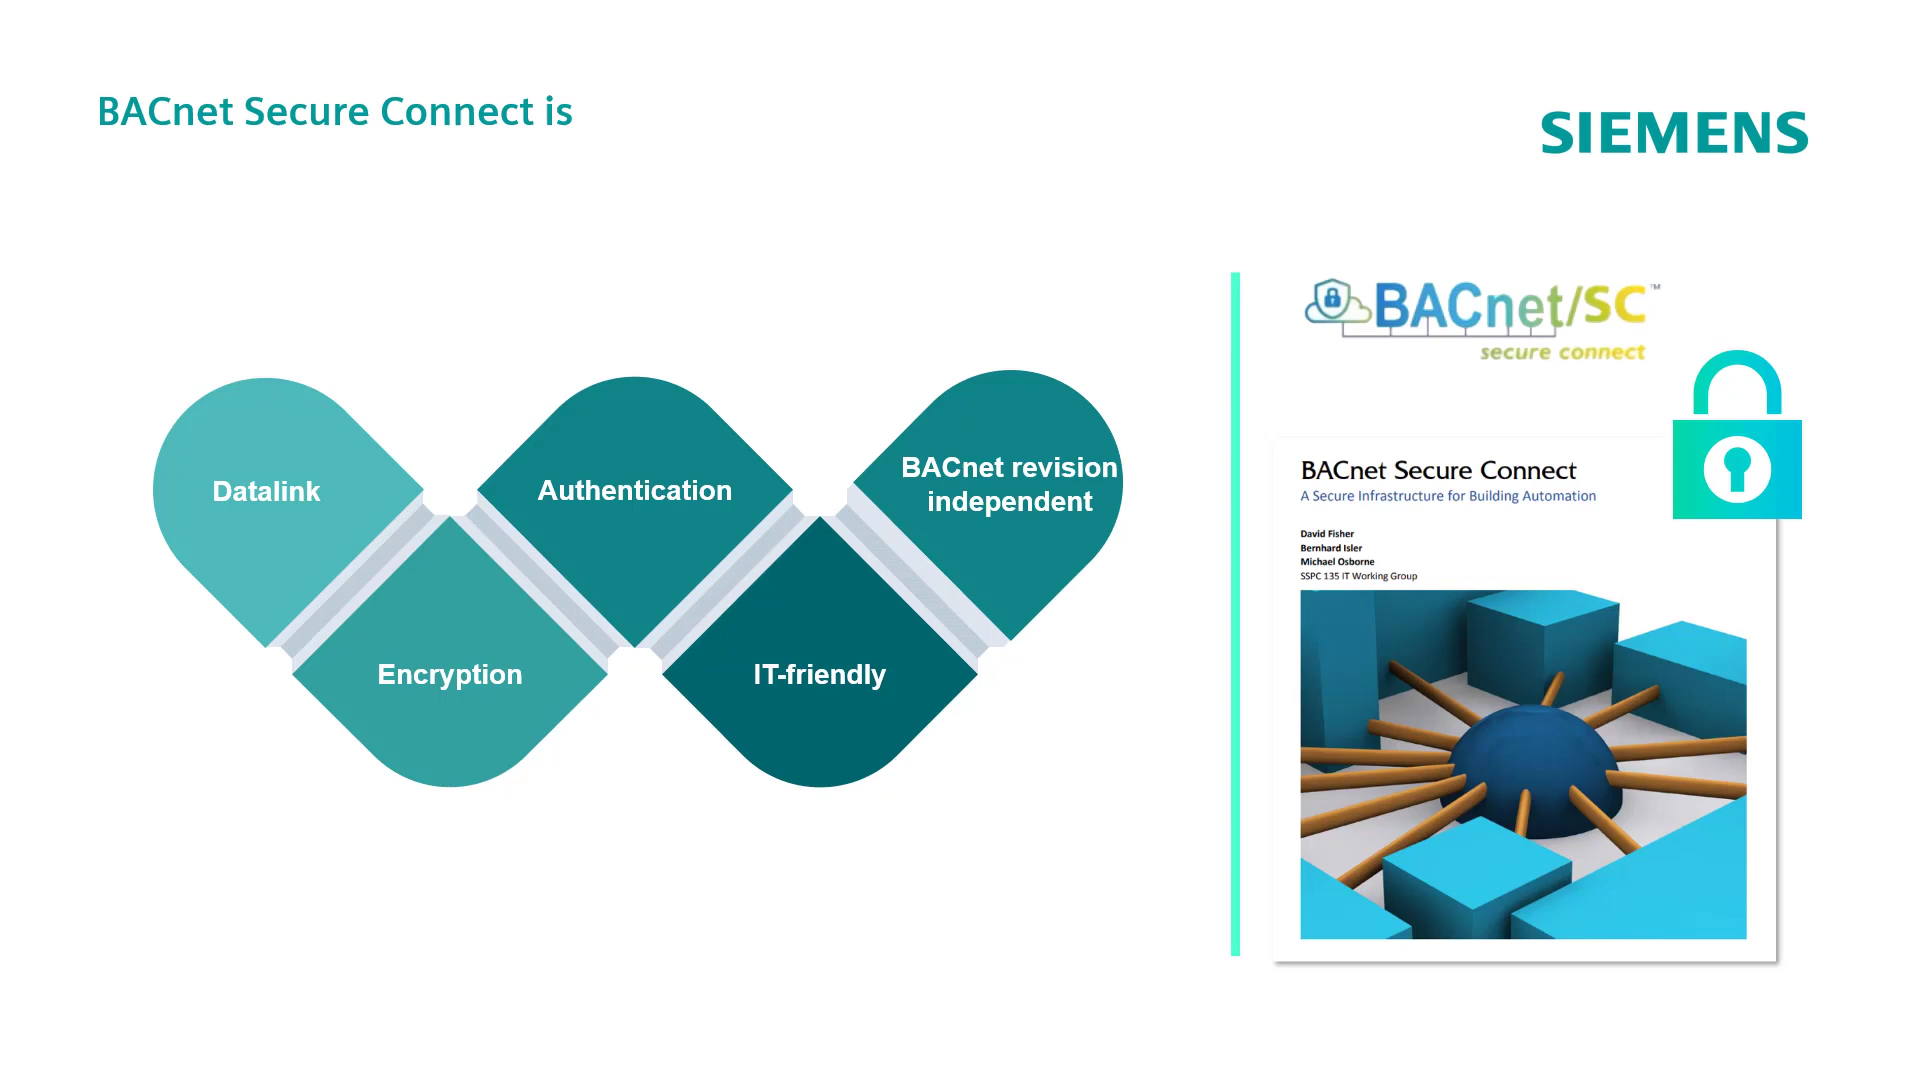 BACnet Secure Connect is
SIEMENS
Datalink
Encryption
Authentication
IT-friendly
BACnet revision
independent
BACnet/SC™
secure connect
BACnet Secure Connect
A Secure Infrastructure for Building Automation
David Fisher
Bernhard Isler
Michael Osborne
SSPC 135 IT Working Group